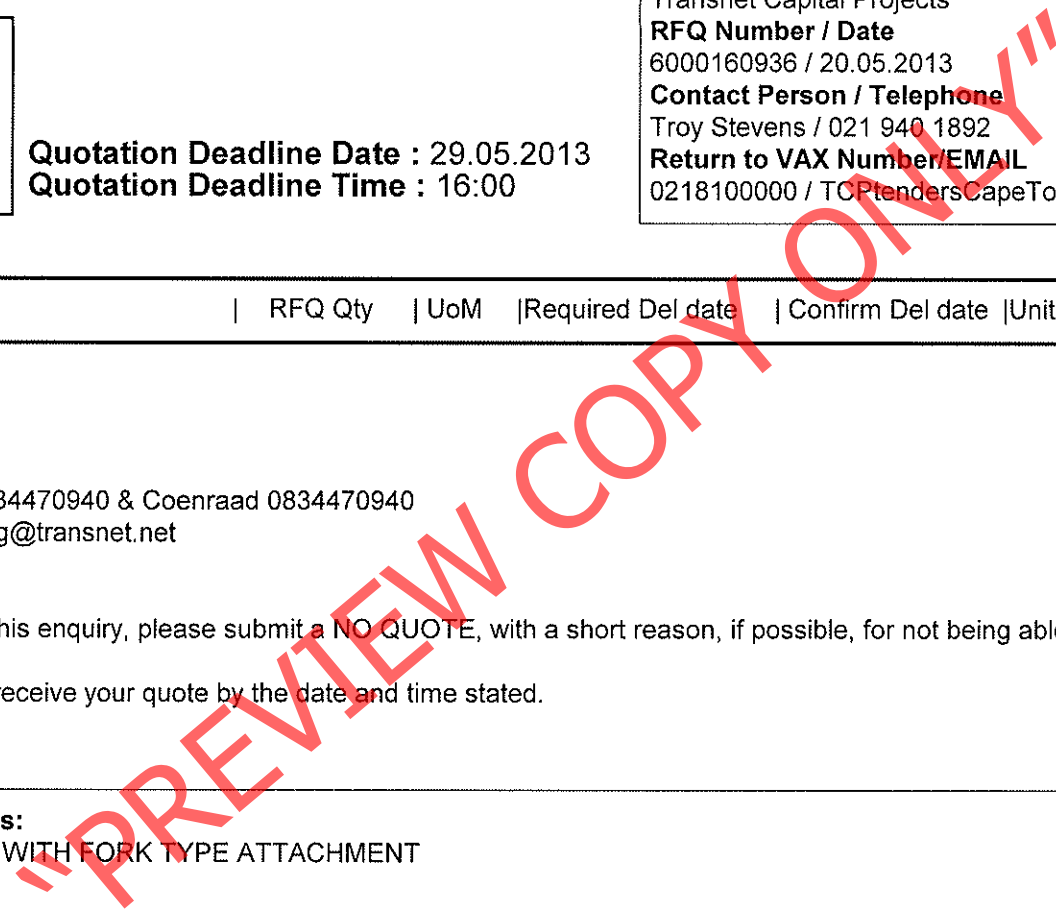 Transnet Capital Projects
RFQ Number / Date
6000160936 / 20.05.2013
Contact Person / Telephone
Troy Stevens / 021 940 1892
Return to VAX Number/EMAIL
0218100000 / TCPtendersCapeTo
Quotation Deadline Date : 29.05.2013
Quotation Deadline Time : 16:00
| RFQ Qty | UoM |Required Del date | Confirm Del date |Unit
34470940 & Coenraad 0834470940
g@transnet.net
his enquiry, please submit a NO QUOTE, with a short reason, if possible, for not being able
receive your quote by the date and time stated.
s:
WITH FORK TYPE ATTACHMENT
"PREVIEW COPY ONLY"